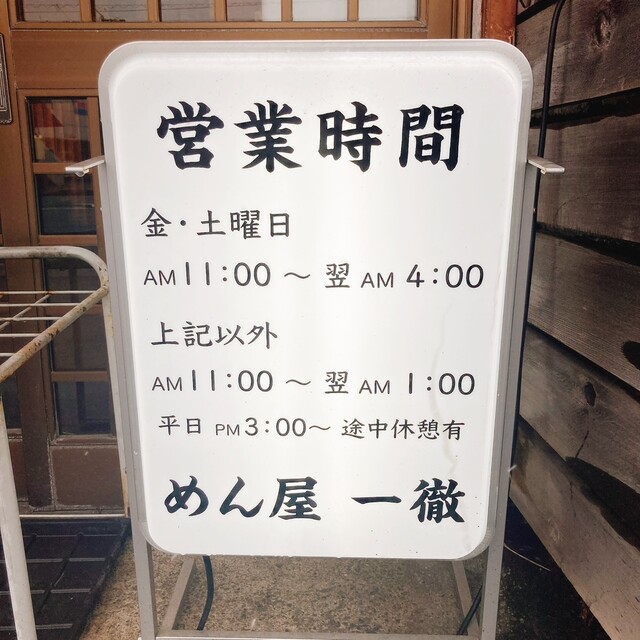 営業時間
金・土曜日
AM 11:00 ～ 翌 AM 4:00
上記以外
AM 11:00 ～ 翌 AM 1:00
平日 PM 3:00～ 途中休憩有
めん屋 一徹